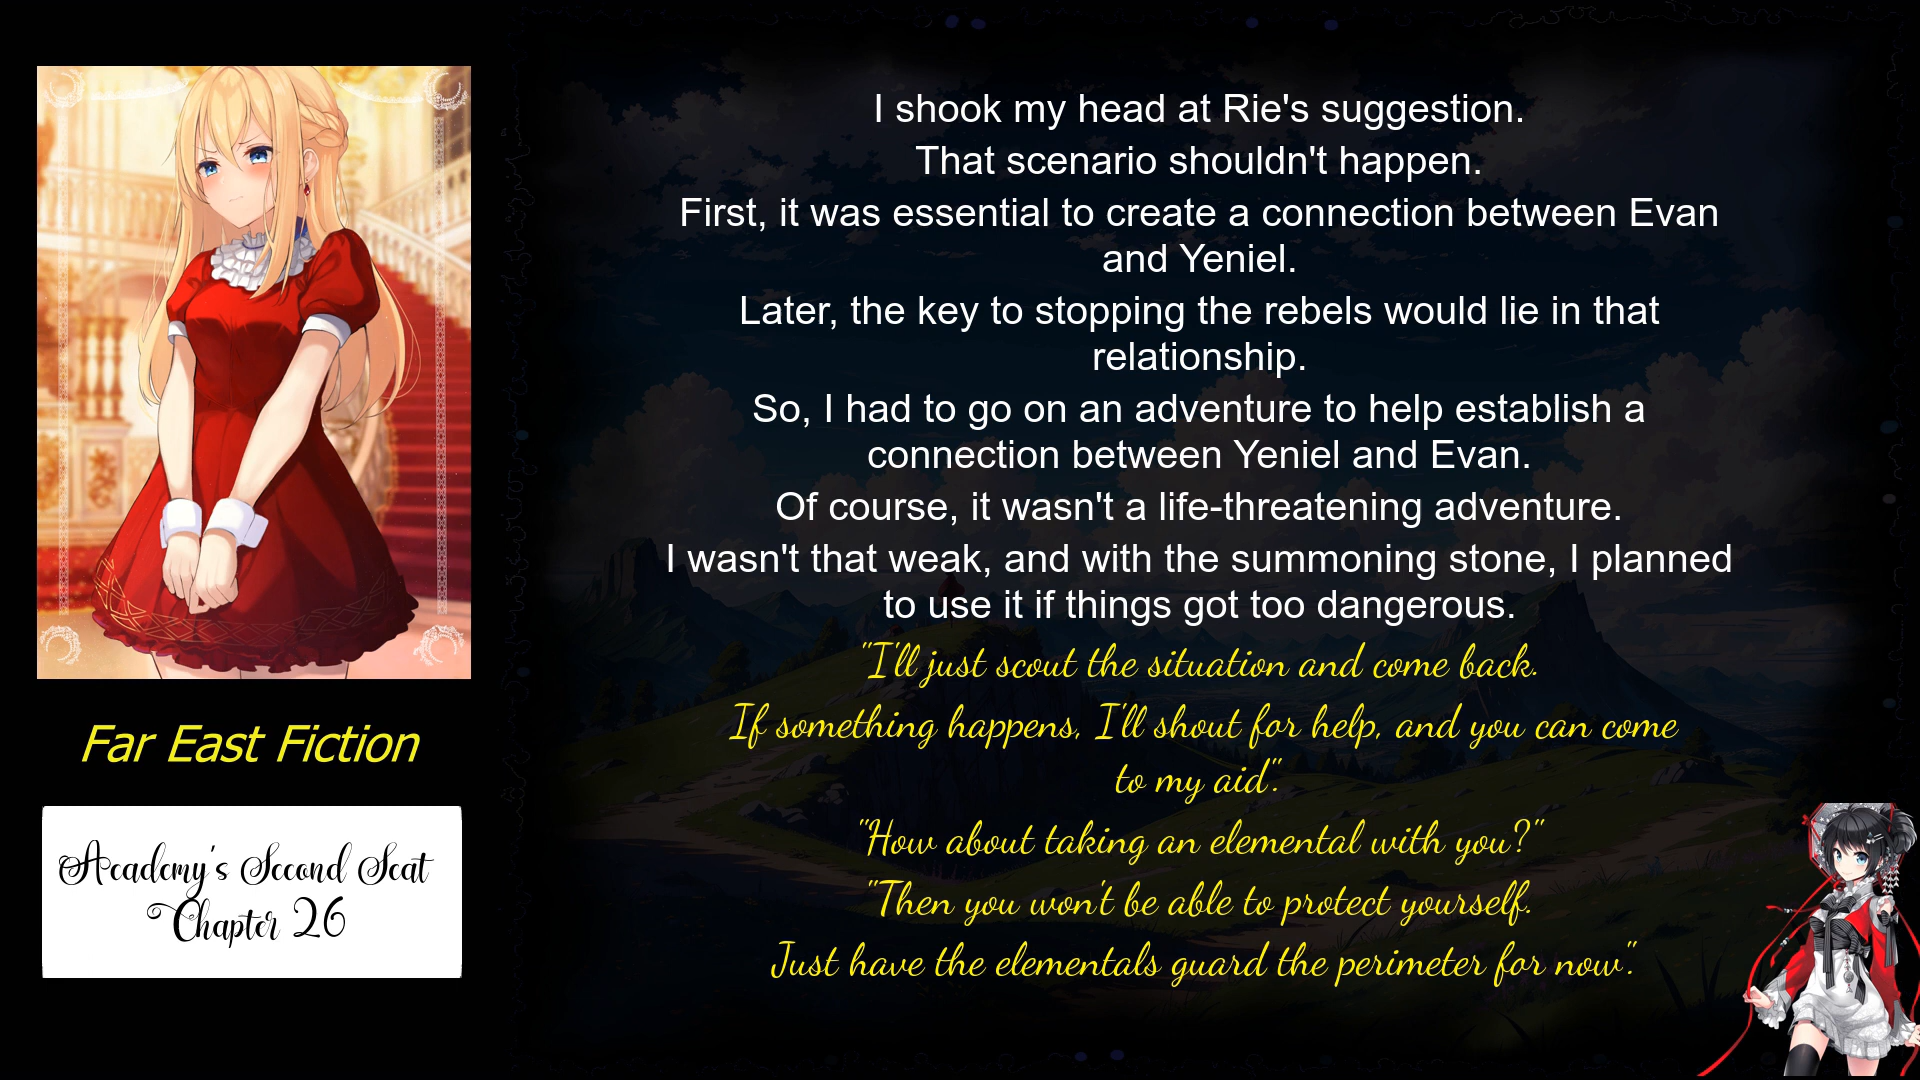 I shook my head at Rie's suggestion.
That scenario shouldn't happen.
First, it was essential to create a connection between Evan
and Yeniel.
Later, the key to stopping the rebels would lie in that
relationship.
So, I had to go on an adventure to help establish a
connection between Yeniel and Evan.
Of course, it wasn't a life-threatening adventure.
I wasn't that weak, and with the summoning stone, I planned
to use it if things got too dangerous.
"I'll just scout the situation and come back.
If something happens, I'll shout for help, and you can come
to my aid".
"How about taking an elemental with you?"
"Then you won't be able to protect yourself.
Just have the elementals guard the perimeter for now".
Far East Fiction
Academy's Second Seat
Chapter 26